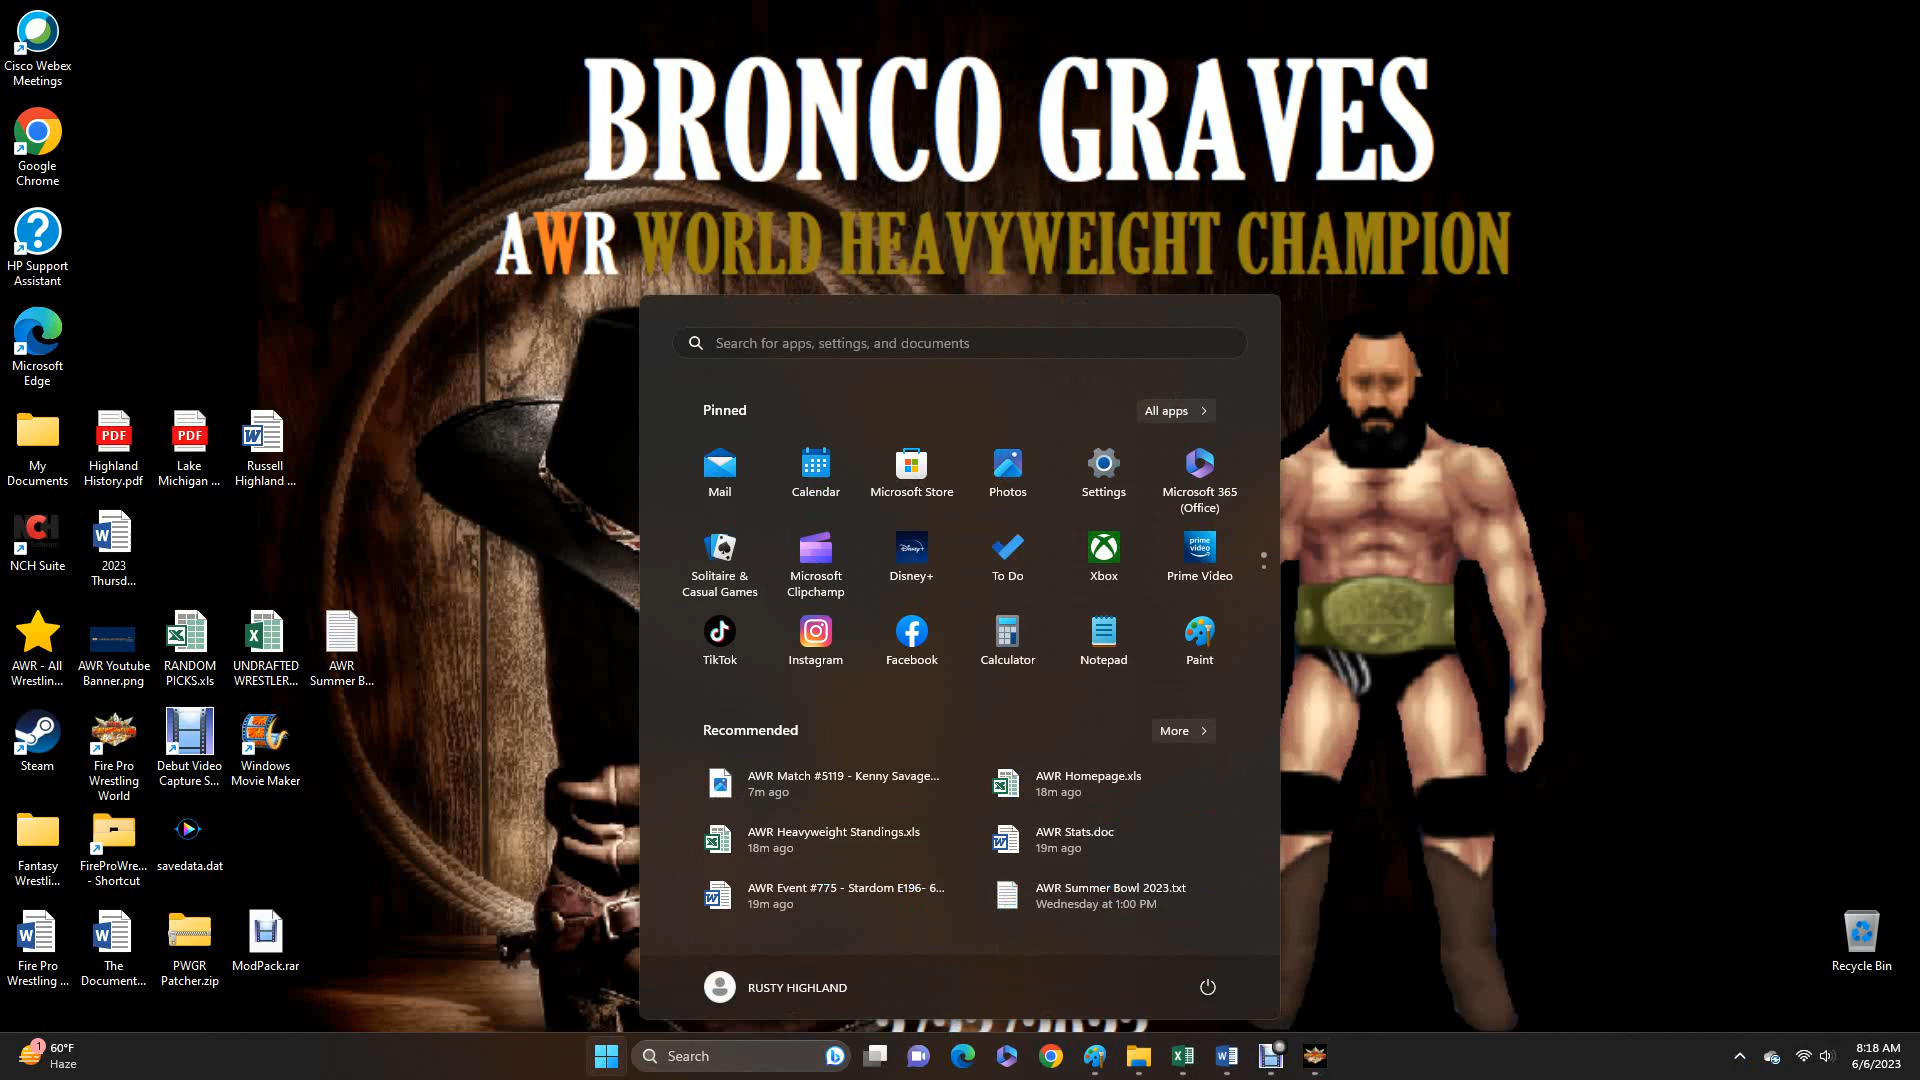 BRONCO GRAVES
AWR WORLD HEAVYWEIGHT CHAMPION
Cisco Webex
Meetings
Google
Chrome
HP Support
Assistant
Microsoft
Edge
My
Documents
Highland
History.pdf
Lake
Michigan ...
Russell
Highland ...
PDF
PDF
NCH
NCH Suite
2023
Thursd...
AWR - All
Wrestlin...
AWR Youtube
Banner.png
RANDOM
PICKS.xls
UNDRAFTED
WRESTLER...
AWR
Summer B...
Steam
Fire Pro
Wrestling
World
Debut Video
Capture S...
Windows
Movie Maker
Fantasy
Wrestli...
FireProWre...
- Shortcut
savedata.dat
Fire Pro
Wrestling ...
The
Document...
PWGR
Patcher.zip
ModPack.rar
Search for apps, settings, and documents
Pinned
All apps
Mail
Calendar
Microsoft Store
Photos
Settings
Microsoft 365
(Office)
Disney+
prime
video
Solitaire &
Casual Games
Microsoft
Clipchamp
Disney+
To Do
Xbox
Prime Video
TikTok
Instagram
Facebook
Calculator
Notepad
Paint
Recommended
More
AWR Match #5119 - Kenny Savage...
7m ago
AWR Homepage.xls
18m ago
AWR Heavyweight Standings.xls
18m ago
AWR Stats.doc
19m ago
AWR Event #775 - Stardom E196- 6...
19m ago
AWR Summer Bowl 2023.txt
Wednesday at 1:00 PM
RUSTY HIGHLAND
Recycle Bin
1
60°F
Haze
Search
8:18 AM
6/6/2023